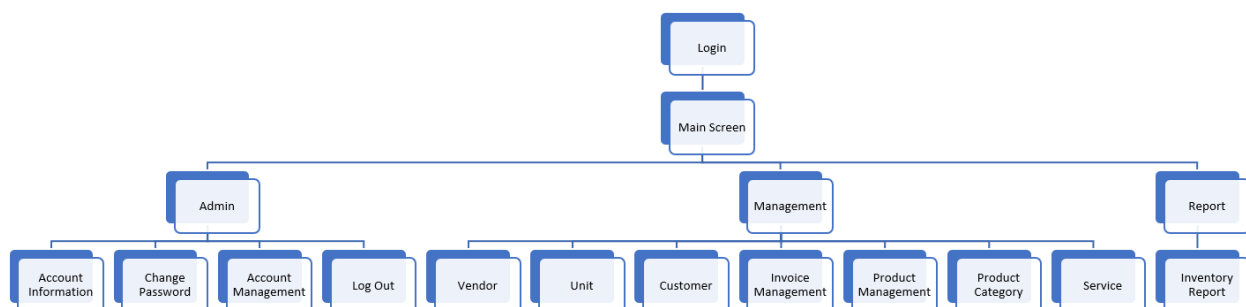 Login
Main Screen
Admin
Management
Report
Account
Information
Change
Password
Account
Management
Log Out
Vendor
Unit
Customer
Invoice
Management
Product
Management
Product
Category
Service
Inventory
Report